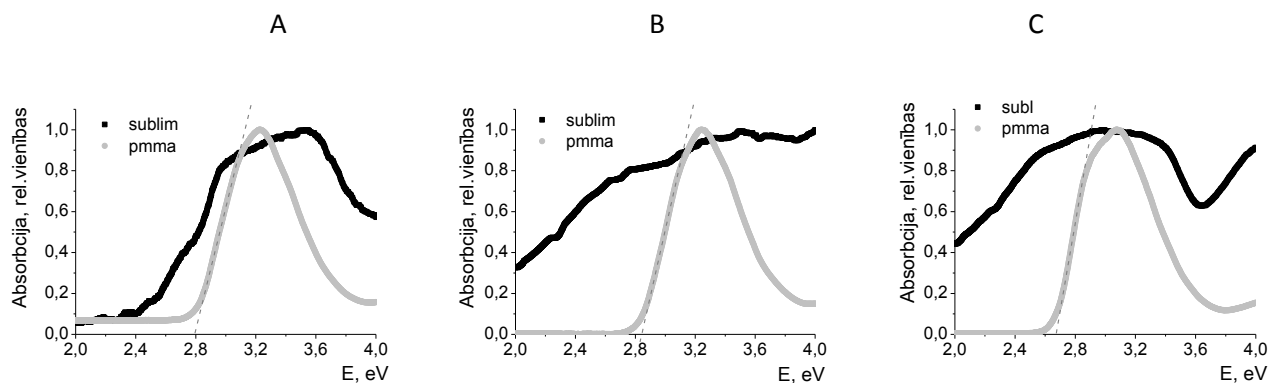 A
B
C
Absorbcija, rel.vienības
1,0
0,8
0,6
0,4
0,2
0,0
sublim
pmma
2,0 2,4 2,8 3,2 3,6 4,0
E, eV
Absorbcija, rel.vienības
1,0
0,8
0,6
0,4
0,2
0,0
sublim
pmma
2,0 2,4 2,8 3,2 3,6 4,0
E, eV
Absorbcija, rel.vienības
1,0
0,8
0,6
0,4
0,2
0,0
subl
pmma
2,0 2,4 2,8 3,2 3,6 4,0
E, eV